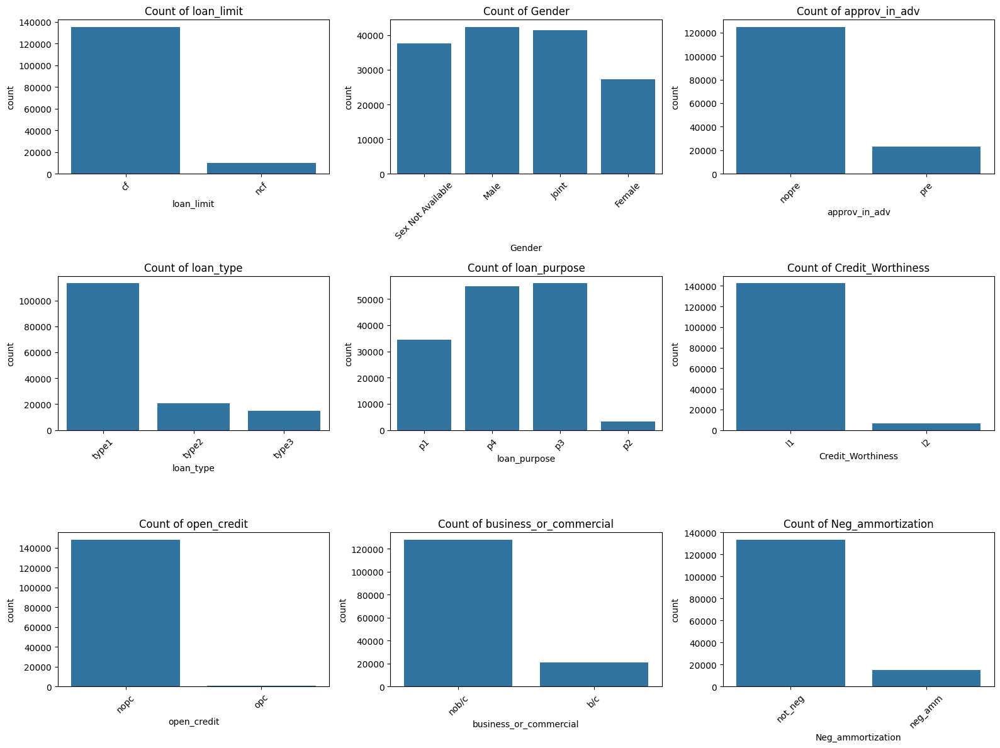 Count of loan_limit
140000
120000
100000
80000
60000
40000
20000
0
count
cf
ncf
loan_limit
Count of Gender
40000
30000
20000
10000
0
count
Sex Not Available
Male
Joint
Female
Gender
Count of approv_in_adv
120000
100000
80000
60000
40000
20000
0
count
nopre
pre
approv_in_adv
Count of loan_type
100000
80000
60000
40000
20000
0
count
type1
type2
type3
loan_type
Count of loan_purpose
50000
40000
30000
20000
10000
0
count
p1
p4
p3
p2
loan_purpose
Count of Credit_Worthiness
140000
120000
100000
80000
60000
40000
20000
0
count
l1
l2
Credit_Worthiness
Count of open_credit
140000
120000
100000
80000
60000
40000
20000
0
count
nopc
opc
open_credit
Count of business_or_commercial
120000
100000
80000
60000
40000
20000
0
count
nob/c
b/c
business_or_commercial
Count of Neg_ammortization
140000
120000
100000
80000
60000
40000
20000
0
count
not_neg
neg_amm
Neg_ammortization